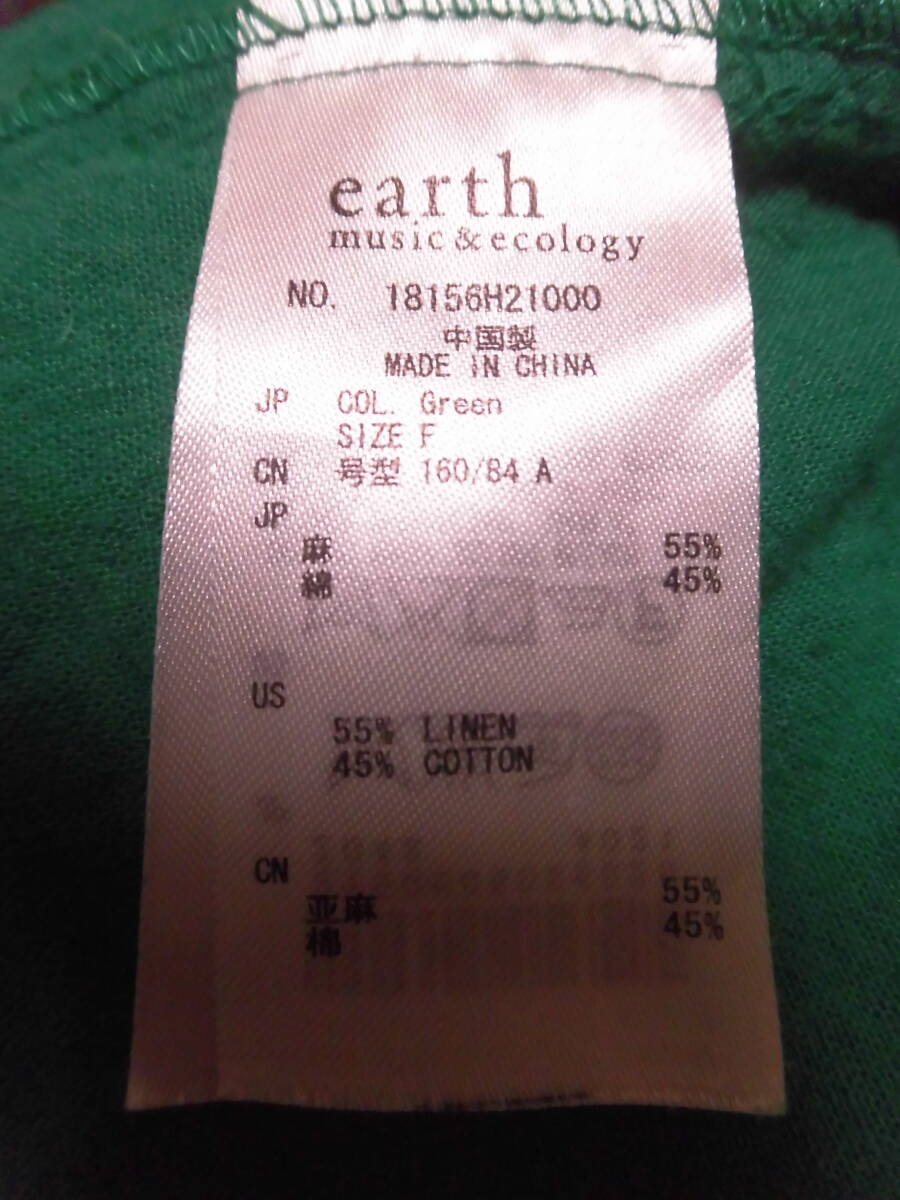 earth
music&ecology
NO. 18156H21000
中国製
MADE IN CHINA
JP COL. Green
SIZE F
CN 号型 160/84 A
JP
麻 55%
綿 45%
US
55% LINEN
45% COTTON
CN
亜麻 55%
棉 45%